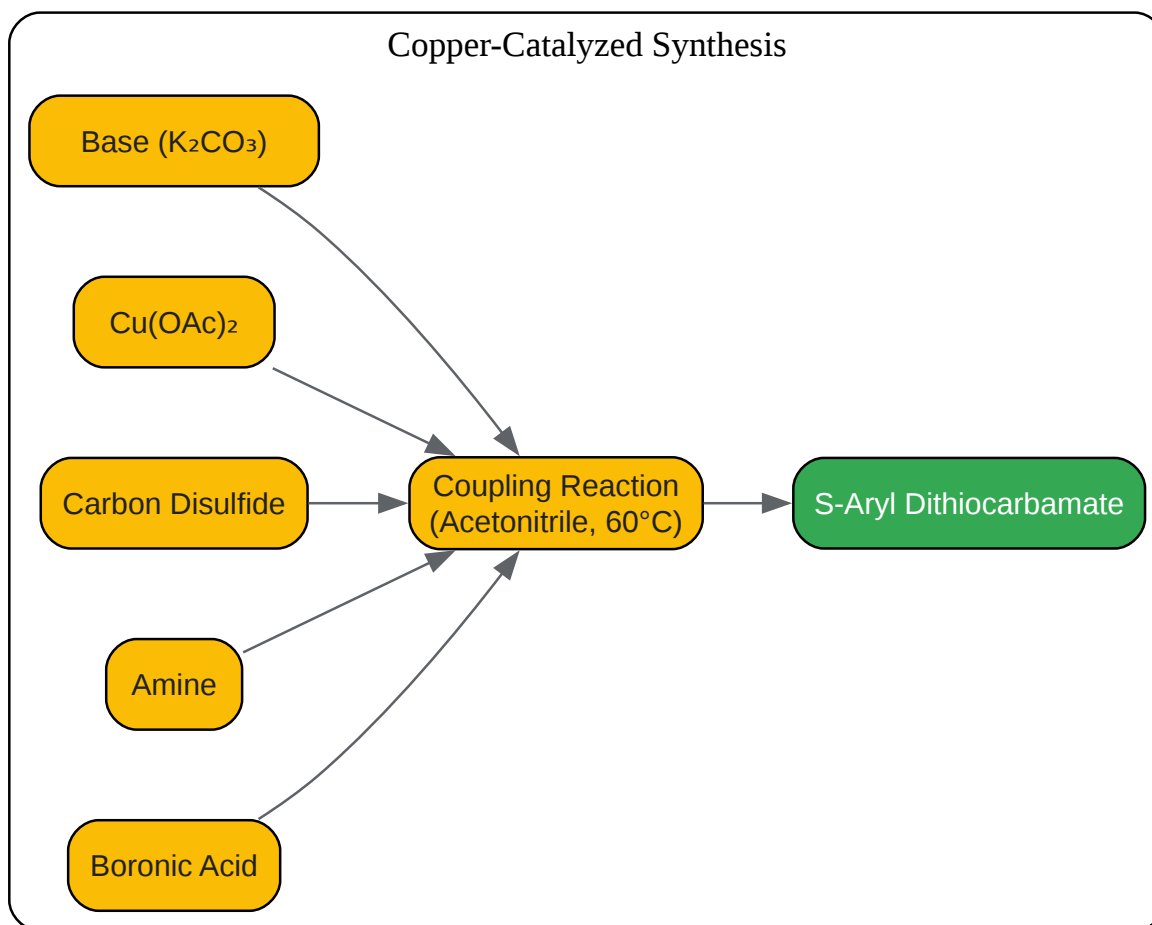 Copper-Catalyzed Synthesis
Base (K₂CO₃)
Cu(OAc)₂
Carbon Disulfide
Coupling Reaction
(Acetonitrile, 60°C)
S-Aryl Dithiocarbamate
Amine
Boronic Acid